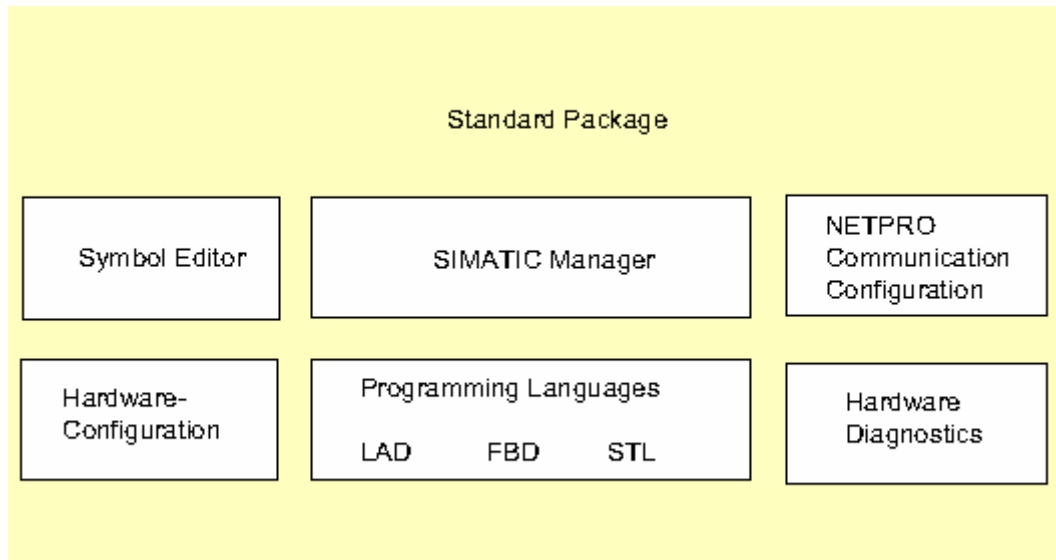 Standard Package
Symbol Editor
SIMATIC Manager
NETPRO
Communication
Configuration
Hardware-
Configuration
Programming Languages
LAD FBD STL
Hardware
Diagnostics